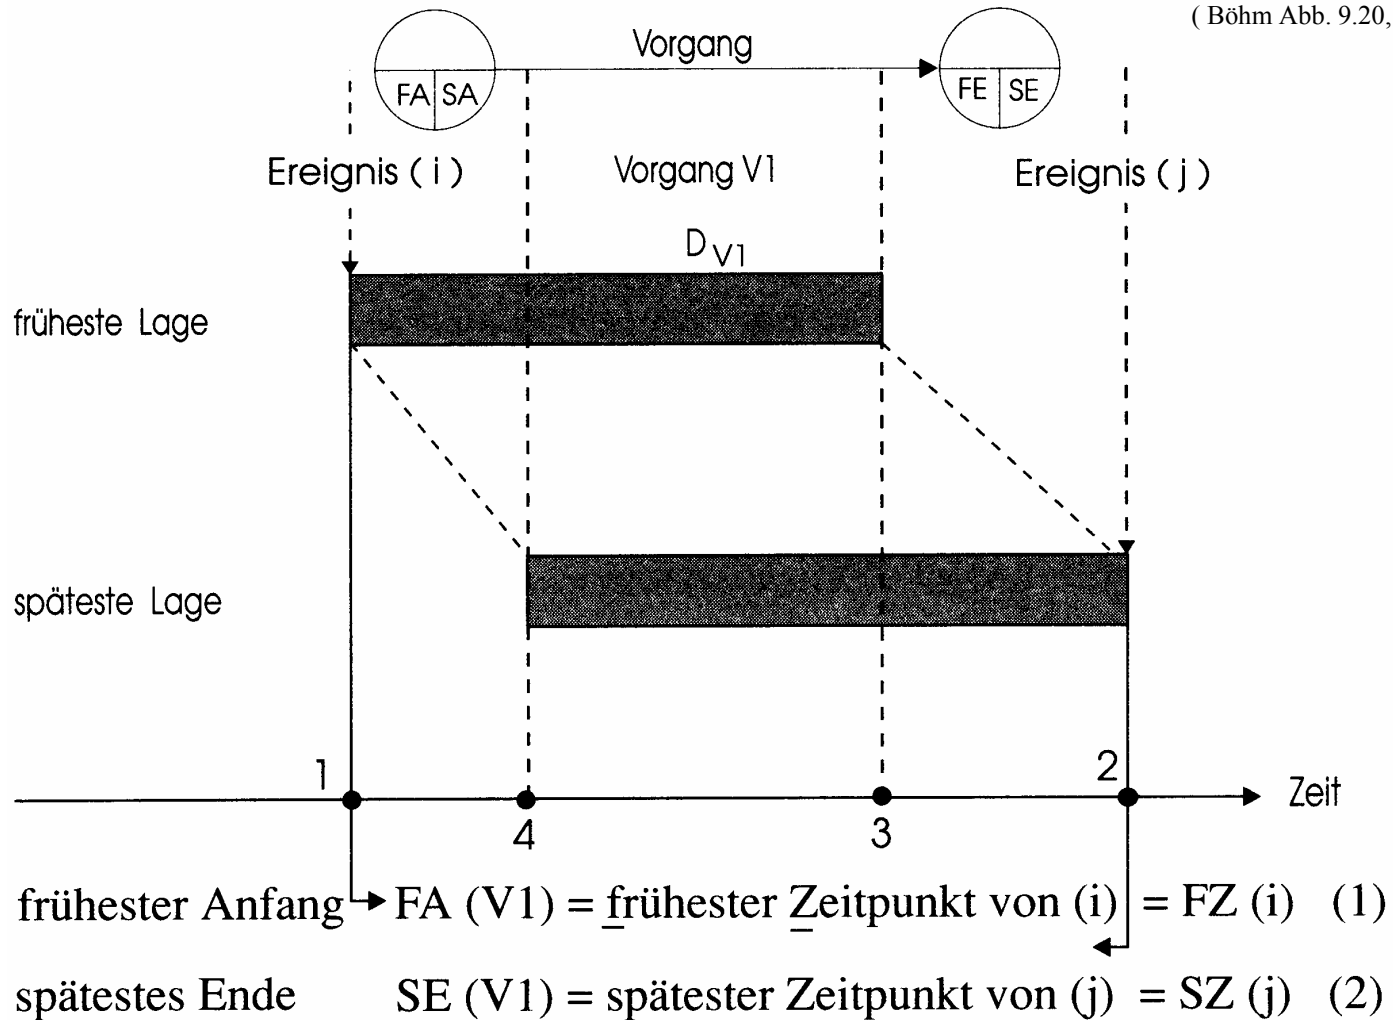 ( Böhm Abb. 9.20,
Vorgang
FA SA
FE SE
Ereignis ( i )
Vorgang V1
Ereignis ( j )
D V1
früheste Lage
späteste Lage
1
2
Zeit
4
3
frühester Anfang FA (V1) = frühester Zeitpunkt von (i) = FZ (i) (1)
spätestes Ende SE (V1) = spätester Zeitpunkt von (j) = SZ (j) (2)